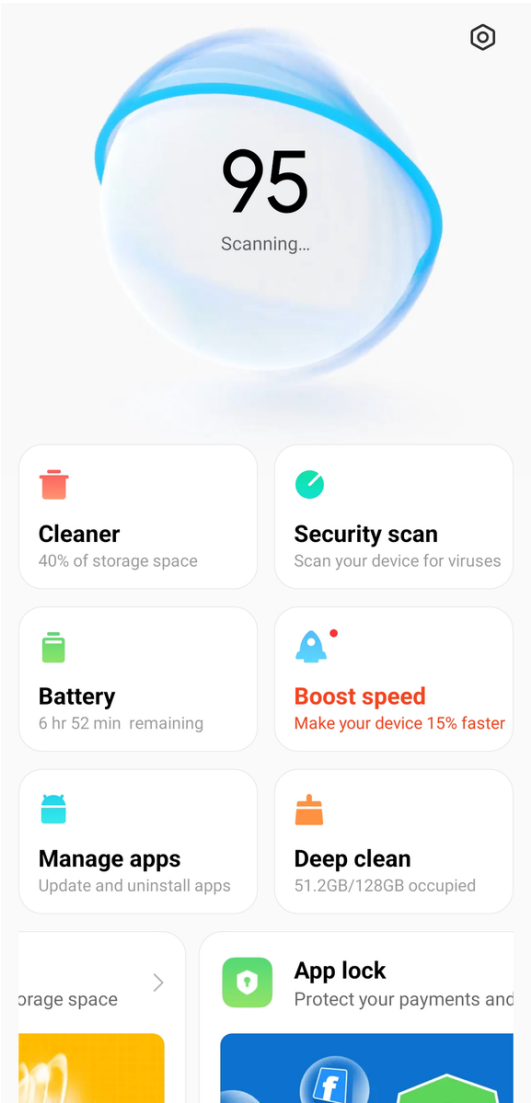 95
Scanning...
Cleaner
40% of storage space
Security scan
Scan your device for viruses
Battery
6 hr 52 min  remaining
Boost speed
Make your device 15% faster
Manage apps
Update and uninstall apps
Deep clean
51.2GB/128GB occupied
orage space
App lock
Protect your payments and
f